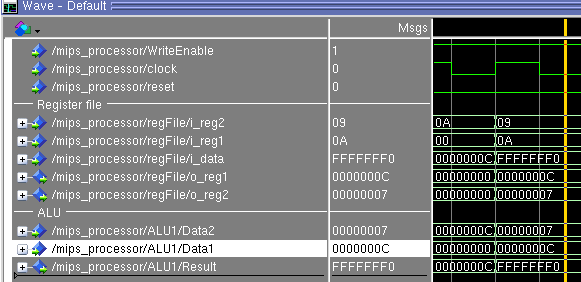 Wave - Default
Msgs
/mips_processor/WriteEnable 1
/mips_processor/clock 0
/mips_processor/reset 0
Register file
/mips_processor/regFile/i_reg2 09 0A 09
/mips_processor/regFile/i_reg1 0A 00 0A
/mips_processor/regFile/i_data FFFFFFF0 0000000C FFFFFFF0
/mips_processor/regFile/o_reg1 0000000C 00000000 0000000C
/mips_processor/regFile/o_reg2 00000007 00000000 00000007
ALU
/mips_processor/ALU1/Data2 00000007 0000000C 00000007
/mips_processor/ALU1/Data1 0000000C 00000000 0000000C
/mips_processor/ALU1/Result FFFFFFF0 0000000C FFFFFFF0